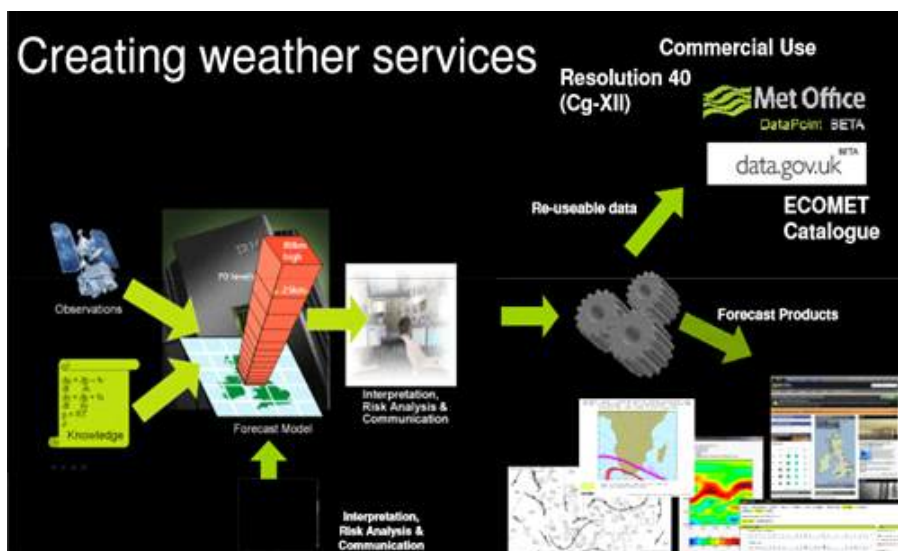 Creating weather services
Commercial Use
Resolution 40
(Cg-XII)
Met Office
DataPoint BETA
BETA
data.gov.uk
Re-useable data
ECOMET
Catalogue
Observations
IBM
70 levels
80km
high
Forecast Products
Interpretation,
Risk Analysis &
Communication
Knowledge
Forecast Model
Interpretation,
Risk Analysis &
Communication